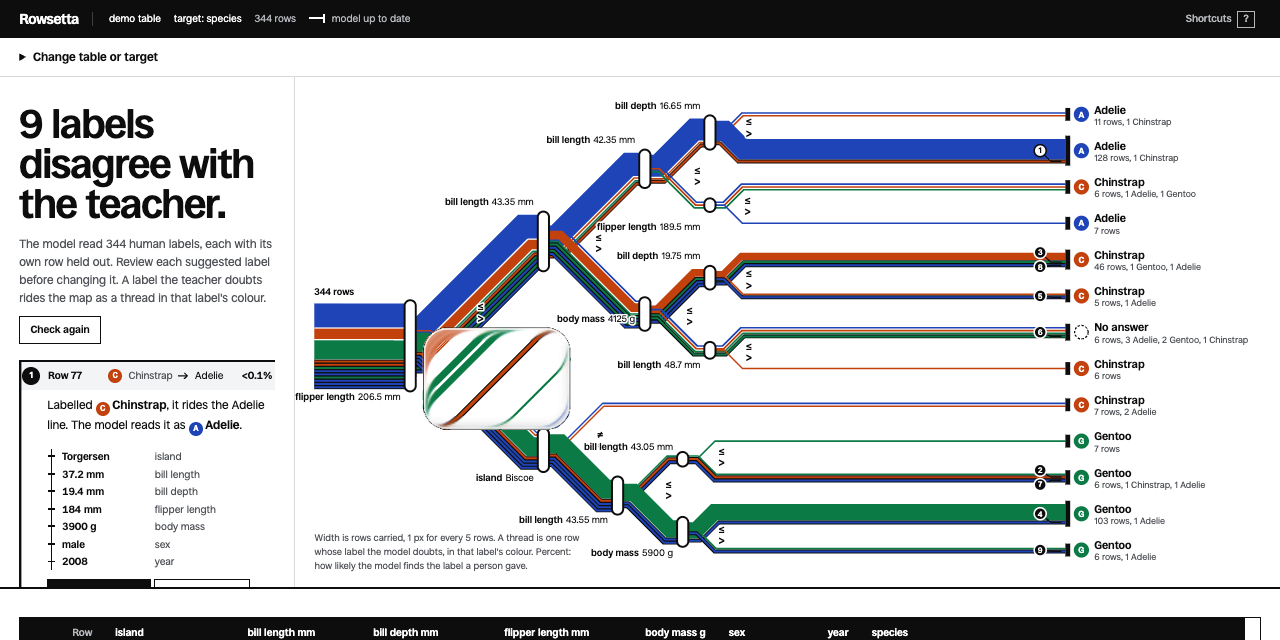 Rowsetta
demo table
target: species
344 rows
model up to date
Shortcuts ?
Change table or target
9 labels
disagree with
the teacher.
The model read 344 human labels, each with its
own row held out. Review each suggested label
before changing it. A label the teacher doubts
rides the map as a thread in that label's colour.
Check again
1 Row 77 C Chinstrap → Adelie <0.1%
Labelled C Chinstrap, it rides the Adelie
line. The model reads it as A Adelie.
Torgersen island
37.2 mm bill length
19.4 mm bill depth
184 mm flipper length
3900 g body mass
male sex
2008 year
344 rows
flipper length 206.5 mm
≤
>
bill length 43.35 mm
≤
>
bill length 42.35 mm
≤
>
bill depth 16.65 mm
≤
>
flipper length 189.5 mm
≤
>
body mass 4125 g
≤
>
bill depth 19.75 mm
≤
>
bill length 48.7 mm
≤
>
island Biscoe
≠
bill length 43.55 mm
≤
>
bill length 43.05 mm
≤
>
body mass 5900 g
≤
>
A Adelie
11 rows, 1 Chinstrap
1 A Adelie
128 rows, 1 Chinstrap
C Chinstrap
6 rows, 1 Adelie, 1 Gentoo
A Adelie
7 rows
3 8 C Chinstrap
46 rows, 1 Gentoo, 1 Adelie
5 C Chinstrap
5 rows, 1 Adelie
6 No answer
6 rows, 3 Adelie, 2 Gentoo, 1 Chinstrap
C Chinstrap
6 rows
C Chinstrap
7 rows, 2 Adelie
G Gentoo
7 rows
2 7 G Gentoo
6 rows, 1 Chinstrap, 1 Adelie
4 G Gentoo
103 rows, 1 Adelie
9 G Gentoo
6 rows, 1 Adelie
Width is rows carried, 1 px for every 5 rows. A thread is one row
whose label the model doubts, in that label's colour. Percent:
how likely the model finds the label a person gave.
Row island bill length mm bill depth mm flipper length mm body mass g sex year species